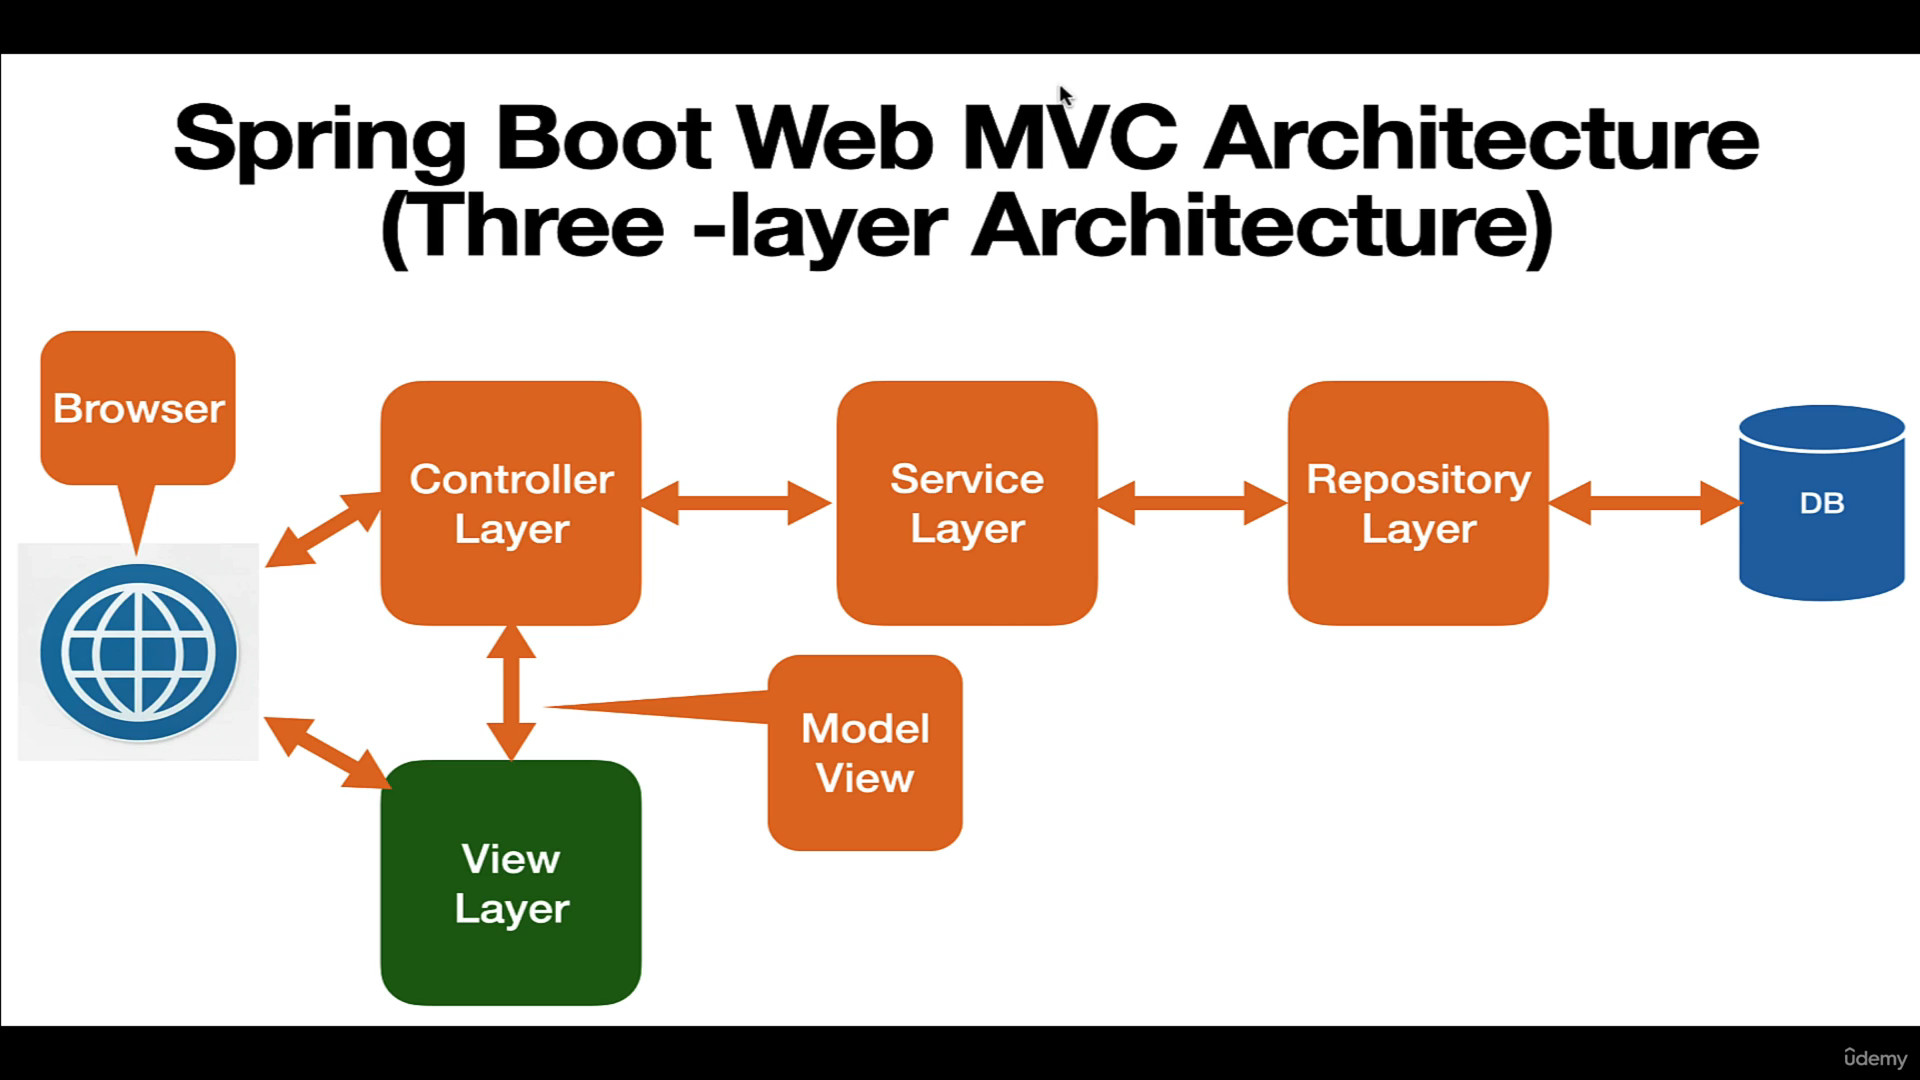 Spring Boot Web MVC Architecture
(Three -layer Architecture)
Browser
Controller
Layer
Service
Layer
Repository
Layer
DB
Model
View
View
Layer
ûdemy